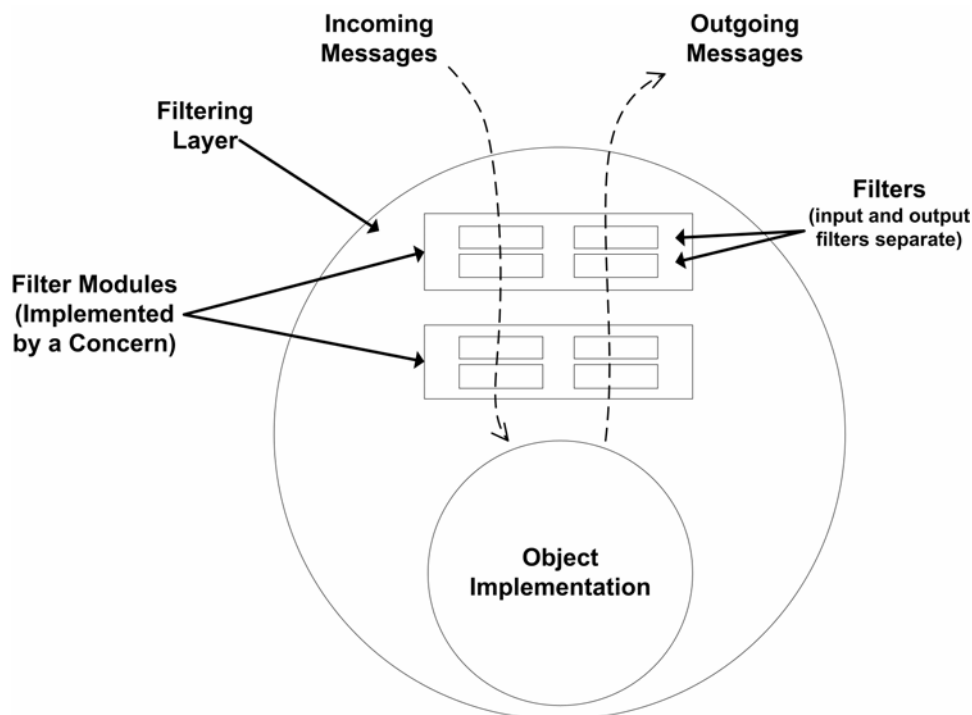 Incoming
Messages
Outgoing
Messages
Filtering
Layer
Filters
(input and output
filters separate)
Filter Modules
(Implemented
by a Concern)
Object
Implementation